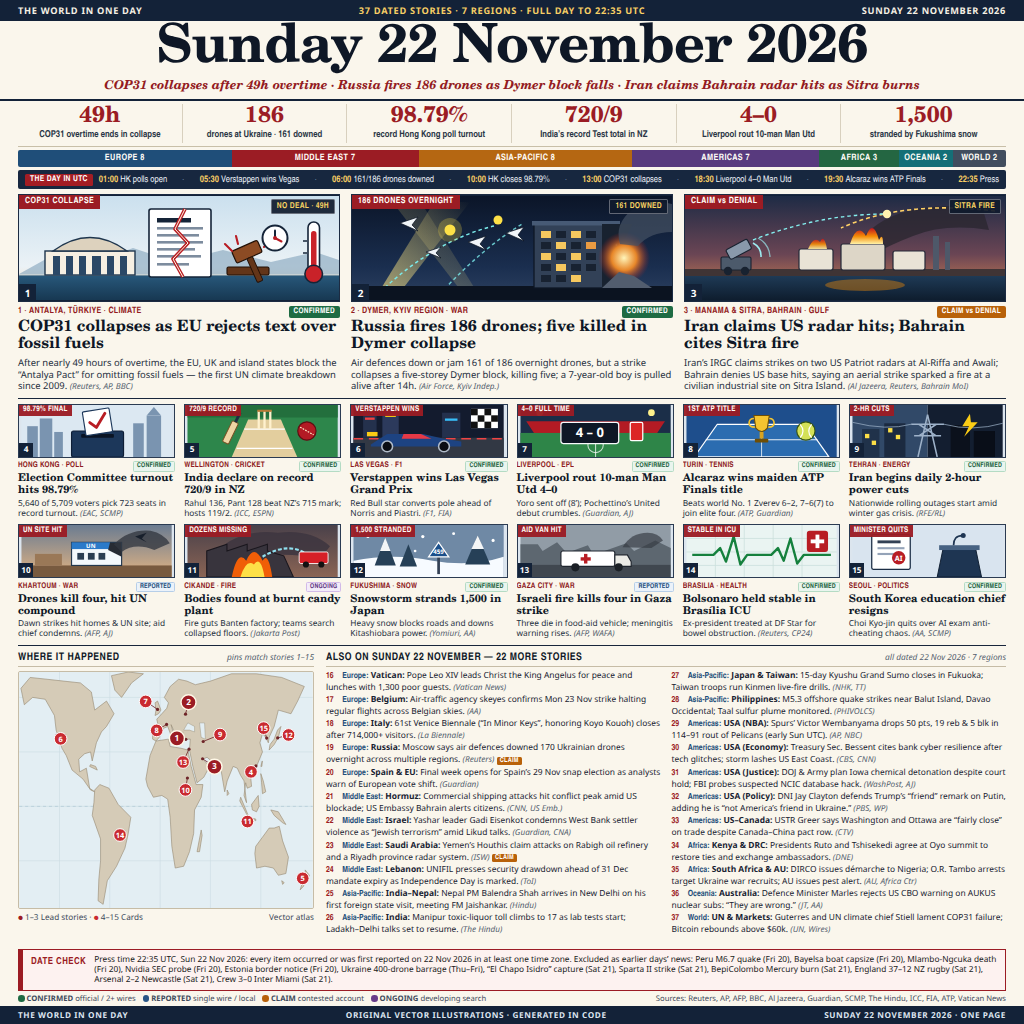 THE WORLD IN ONE DAY
37 DATED STORIES · 7 REGIONS · FULL DAY TO 22:35 UTC
SUNDAY 22 NOVEMBER 2026
Sunday 22 November 2026
COP31 collapses after 49h overtime · Russia fires 186 drones as Dymer block falls · Iran claims Bahrain radar hits as Sitra burns
49h
COP31 overtime ends in collapse
186
drones at Ukraine · 161 downed
98.79%
record Hong Kong poll turnout
720/9
India's record Test total in NZ
4–0
Liverpool rout 10-man Man Utd
1,500
stranded by Fukushima snow
EUROPE 8
MIDDLE EAST 7
ASIA-PACIFIC 8
AMERICAS 7
AFRICA 3
OCEANIA 2
WORLD 2
THE DAY IN UTC
01:00 HK polls open
·
05:30 Verstappen wins Vegas
·
06:00 161/186 drones downed
·
10:00 HK closes 98.79%
·
13:00 COP31 collapses
·
18:30 Liverpool 4–0 Man Utd
·
19:30 Alcaraz wins ATP Finals
·
22:35 Press
COP31 COLLAPSE
NO DEAL · 49H
1
1 · ANTALYA, TÜRKIYE · CLIMATE
CONFIRMED
COP31 collapses as EU rejects text over
fossil fuels
After nearly 49 hours of overtime, the EU, UK and island states block the
“Antalya Pact” for omitting fossil fuels — the first UN climate breakdown
since 2009. (Reuters, AP, BBC)
186 DRONES OVERNIGHT
161 DOWNED
2
2 · DYMER, KYIV REGION · WAR
CONFIRMED
Russia fires 186 drones; five killed in
Dymer collapse
Air defences down or jam 161 of 186 overnight drones, but a strike
collapses a five-storey Dymer block, killing five; a 7-year-old boy is pulled
alive after 14h. (Air Force, Kyiv Indep.)
CLAIM vs DENIAL
SITRA FIRE
3
3 · MANAMA & SITRA, BAHRAIN · GULF
CLAIM vs DENIAL
Iran claims US radar hits; Bahrain
cites Sitra fire
Iran's IRGC claims strikes on two US Patriot radars at Al-Riffa and Awali;
Bahrain denies US base hits, saying an aerial strike sparked a fire at a
civilian industrial site on Sitra Island. (Al Jazeera, Reuters, Bahrain MoI)
98.79% FINAL
4
HONG KONG · POLL
CONFIRMED
Election Committee turnout
hits 98.79%
5,640 of 5,709 voters pick 723 seats in
record turnout. (EAC, SCMP)
720/9 RECORD
5
WELLINGTON · CRICKET
CONFIRMED
India declare on record
720/9 in NZ
Rahul 136, Pant 128 beat NZ's 715 mark;
hosts 119/2. (ICC, ESPN)
VERSTAPPEN WINS
6
LAS VEGAS · F1
CONFIRMED
Verstappen wins Las Vegas
Grand Prix
Red Bull star converts pole ahead of
Norris and Piastri. (F1, FIA)
4–0 FULL TIME
4 – 0
7
LIVERPOOL · EPL
CONFIRMED
Liverpool rout 10-man Man
Utd 4–0
Yoro sent off (8'); Pochettino's United
debut crumbles. (Guardian, AJ)
1ST ATP TITLE
8
TURIN · TENNIS
CONFIRMED
Alcaraz wins maiden ATP
Finals title
Beats world No. 1 Zverev 6–2, 7–6(7) to
join elite four. (ATP, Guardian)
2-HR CUTS
9
TEHRAN · ENERGY
CONFIRMED
Iran begins daily 2-hour
power cuts
Nationwide rolling outages start amid
winter gas crisis. (RFE/RL)
UN SITE HIT
UN
10
KHARTOUM · WAR
REPORTED
Drones kill four, hit UN
compound
Dawn strikes hit homes & UN site; aid
chief condemns. (AFP, AJ)
DOZENS MISSING
11
CIKANDE · FIRE
ONGOING
Bodies found at burnt candy
plant
Fire guts Banten factory; teams search
collapsed floors. (Jakarta Post)
1,500 STRANDED
459
12
FUKUSHIMA · SNOW
CONFIRMED
Snowstorm strands 1,500 in
Japan
Heavy snow blocks roads and downs
Kitashiobara power. (Yomiuri, AA)
AID VAN HIT
13
GAZA CITY · WAR
REPORTED
Israeli fire kills four in Gaza
strike
Three die in food-aid vehicle; meningitis
warning rises. (AFP, WAFA)
STABLE IN ICU
14
BRASILIA · HEALTH
CONFIRMED
Bolsonaro held stable in
Brasília ICU
Ex-president treated at DF Star for
bowel obstruction. (Reuters, CP24)
MINISTER QUITS
AI
15
SEOUL · POLITICS
CONFIRMED
South Korea education chief
resigns
Choi Kyo-jin quits over AI exam anti-
cheating chaos. (AA, SCMP)
WHERE IT HAPPENED
pins match stories 1–15
7
2
6
8
1
9
15
12
13
3
4
10
11
14
5
● 1–3 Lead stories · ● 4–15 Cards
Vector atlas
ALSO ON SUNDAY 22 NOVEMBER — 22 MORE STORIES
all dated 22 Nov 2026 · 7 regions
16 Europe: Vatican: Pope Leo XIV leads Christ the King Angelus for peace and
lunches with 1,300 poor guests. (Vatican News)
17 Europe: Belgium: Air-traffic agency skeyes confirms Mon 23 Nov strike halting
regular flights across Belgian skies. (AA)
18 Europe: Italy: 61st Venice Biennale (“In Minor Keys”, honoring Koyo Kouoh) closes
after 714,000+ visitors. (La Biennale)
19 Europe: Russia: Moscow says air defences downed 170 Ukrainian drones
overnight across multiple regions. (Reuters) CLAIM
20 Europe: Spain & EU: Final week opens for Spain's 29 Nov snap election as analysts
warn of European vote shift. (Guardian)
21 Middle East: Hormuz: Commercial shipping attacks hit conflict peak amid US
blockade; US Embassy Bahrain alerts citizens. (CNN, US Emb.)
22 Middle East: Israel: Yashar leader Gadi Eisenkot condemns West Bank settler
violence as “Jewish terrorism” amid Likud talks. (Guardian, CNA)
23 Middle East: Saudi Arabia: Yemen's Houthis claim attacks on Rabigh oil refinery
and a Riyadh province radar system. (ISW) CLAIM
24 Middle East: Lebanon: UNIFIL presses security drawdown ahead of 31 Dec
mandate expiry as Independence Day is marked. (ToI)
25 Asia-Pacific: India–Nepal: Nepal PM Balendra Shah arrives in New Delhi on his
first foreign state visit, meeting FM Jaishankar. (Hindu)
26 Asia-Pacific: India: Manipur toxic-liquor toll climbs to 17 as lab tests start;
Ladakh–Delhi talks set to resume. (The Hindu)
27 Asia-Pacific: Japan & Taiwan: 15-day Kyushu Grand Sumo closes in Fukuoka;
Taiwan troops run Kinmen live-fire drills. (NHK, TT)
28 Asia-Pacific: Philippines: M5.3 offshore quake strikes near Balut Island, Davao
Occidental; Taal sulfur plume monitored. (PHIVOLCS)
29 Americas: USA (NBA): Spurs' Victor Wembanyama drops 50 pts, 19 reb & 5 blk in
114–91 rout of Pelicans (early Sun UTC). (AP, NBC)
30 Americas: USA (Economy): Treasury Sec. Bessent cites bank cyber resilience after
tech glitches; storm lashes US East Coast. (CBS, CNN)
31 Americas: USA (Justice): DOJ & Army plan Iowa chemical detonation despite court
hold; FBI probes suspected NCIC database hack. (WashPost, AJ)
32 Americas: USA (Policy): DNI Jay Clayton defends Trump's “friend” remark on Putin,
adding he is “not America's friend in Ukraine.” (PBS, WP)
33 Americas: US–Canada: USTR Greer says Washington and Ottawa are “fairly close”
on trade despite Canada–China pact row. (CTV)
34 Africa: Kenya & DRC: Presidents Ruto and Tshisekedi agree at Oyo summit to
restore ties and exchange ambassadors. (DNE)
35 Africa: South Africa & AU: DIRCO issues démarche to Nigeria; O.R. Tambo arrests
target Ukraine war recruits; AU issues pest alert. (AU, Africa Ctr)
36 Oceania: Australia: Defence Minister Marles rejects US CBO warning on AUKUS
nuclear subs: “They are wrong.” (JT, AA)
37 World: UN & Markets: Guterres and UN climate chief Stiell lament COP31 failure;
Bitcoin rebounds above $60k. (UN, Wires)
DATE CHECK
Press time 22:35 UTC, Sun 22 Nov 2026: every item occurred or was first reported on 22 Nov 2026 in at least one time zone. Excluded as earlier days' news: Peru M6.7 quake (Fri 20), Bayelsa boat capsize (Fri 20), Mlambo-Ngcuka death
(Fri 20), Nvidia SEC probe (Fri 20), Estonia border notice (Fri 20), Ukraine 400-drone barrage (Thu–Fri), “El Chapo Isidro” capture (Sat 21), Sparta II strike (Sat 21), BepiColombo Mercury burn (Sat 21), England 37–12 NZ rugby (Sat 21),
Arsenal 2–2 Newcastle (Sat 21), Crew 3–0 Inter Miami (Sat 21).
CONFIRMED official / 2+ wires
REPORTED single wire / local
CLAIM contested account
ONGOING developing search
Sources: Reuters, AP, AFP, BBC, Al Jazeera, Guardian, SCMP, The Hindu, ICC, FIA, ATP, Vatican News
THE WORLD IN ONE DAY
ORIGINAL VECTOR ILLUSTRATIONS · GENERATED IN CODE
SUNDAY 22 NOVEMBER 2026 · ONE PAGE